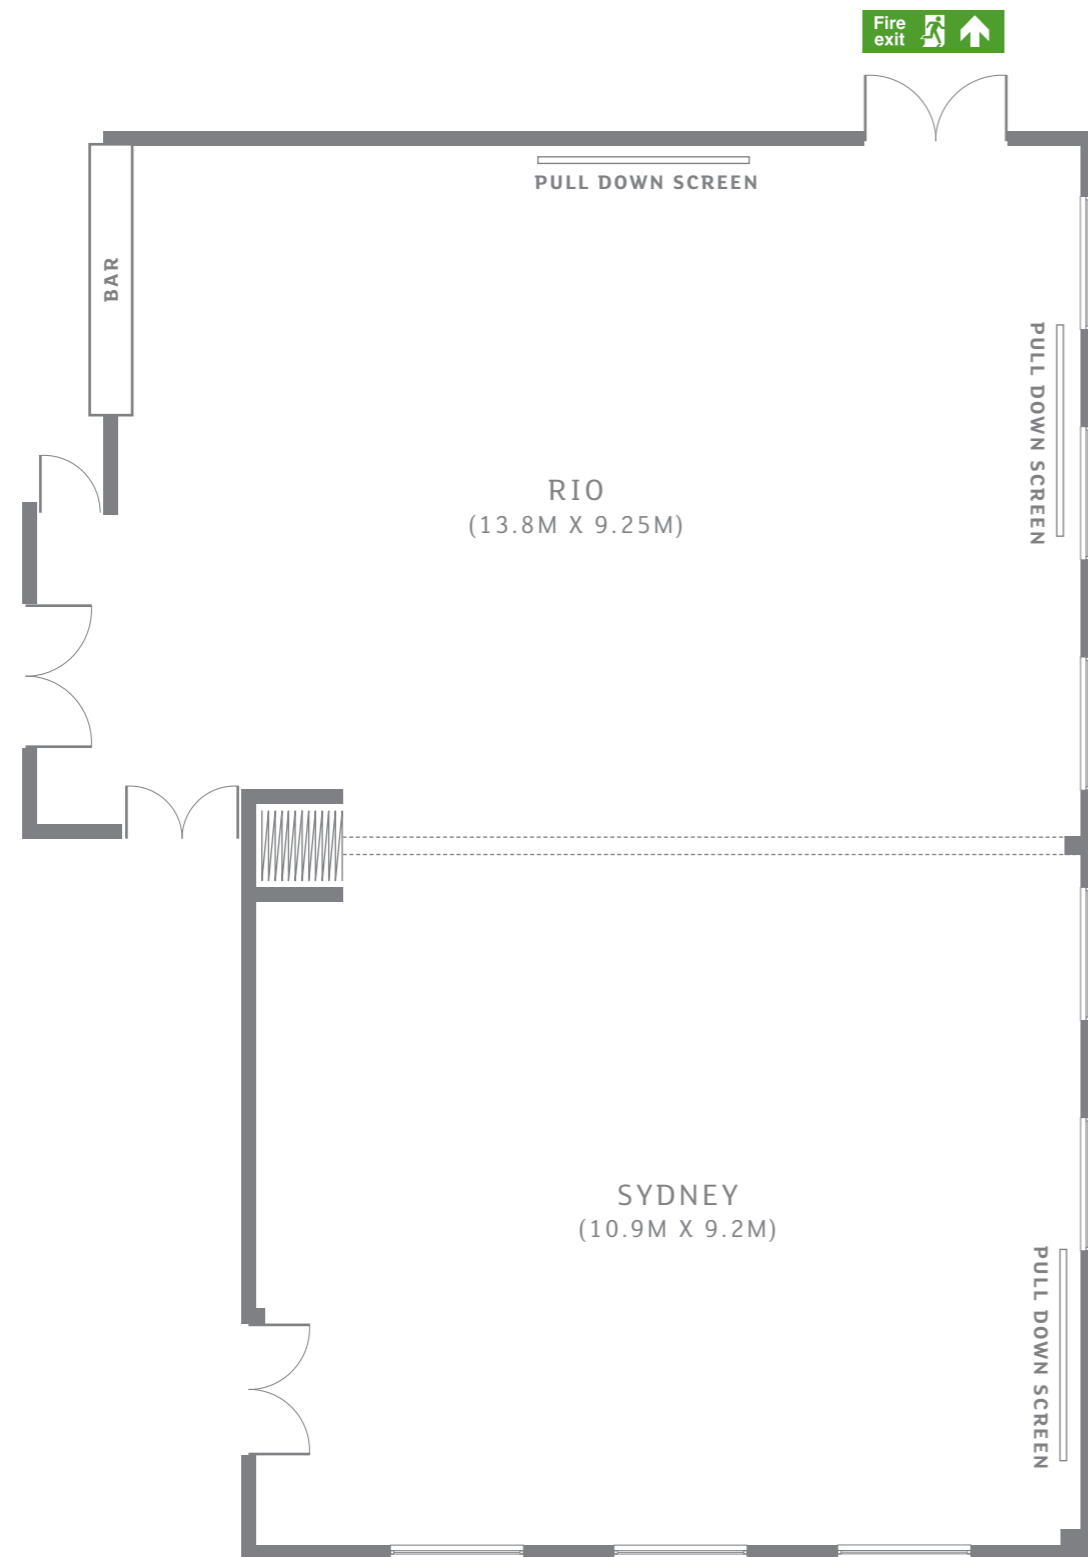 Fire
exit
PULL DOWN SCREEN
BAR
PULL DOWN SCREEN
RIO
(13.8M X 9.25M)
SYDNEY
(10.9M X 9.2M)
PULL DOWN SCREEN